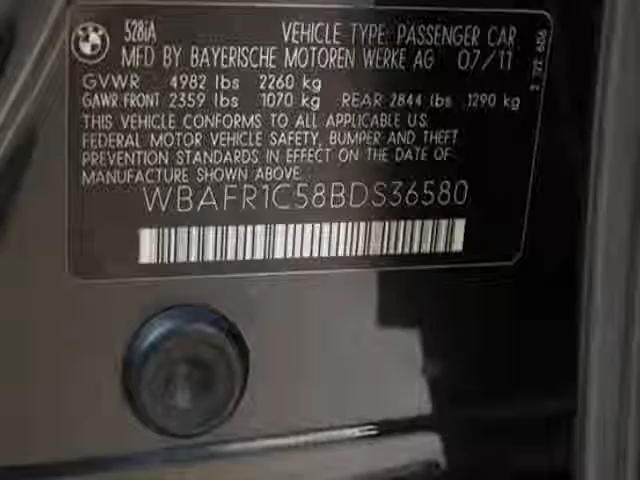 528iA VEHICLE TYPE: PASSENGER CAR
MFD BY BAYERISCHE MOTOREN WERKE AG 07/11
GVWR 4982 lbs 2260 kg
GAWR FRONT 2359 lbs 1070 kg REAR 2844 lbs 1290 kg
THIS VEHICLE CONFORMS TO ALL APPLICABLE U.S.
FEDERAL MOTOR VEHICLE SAFETY, BUMPER AND THEFT
PREVENTION STANDARDS IN EFFECT ON THE DATE OF
MANUFACTURE SHOWN ABOVE.
WBAFR1C58BDS36580